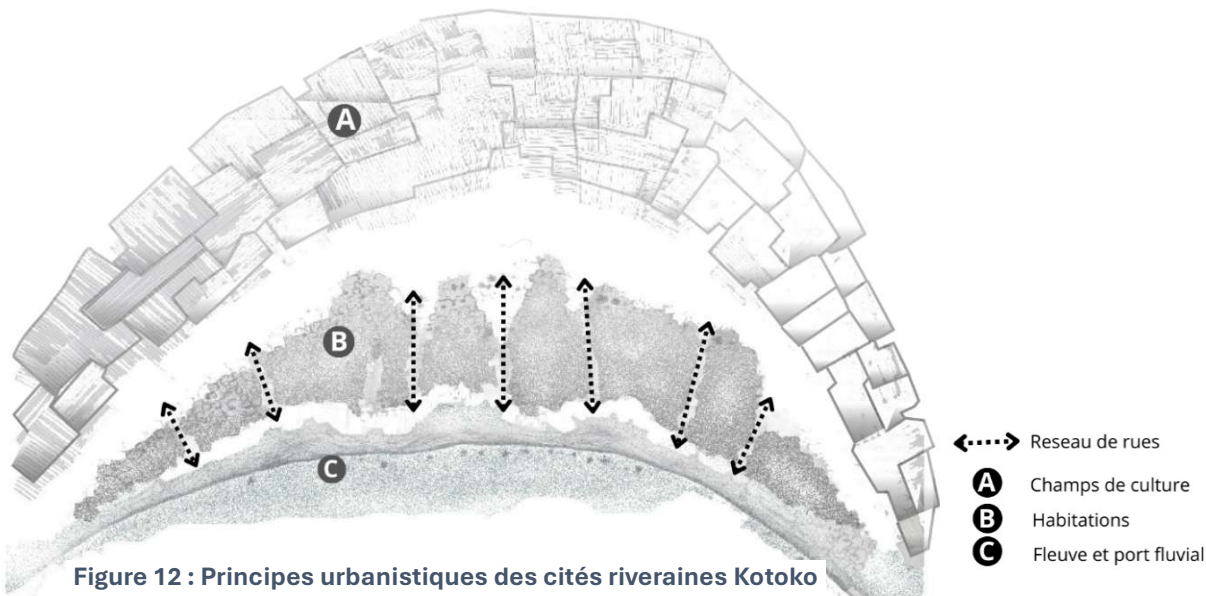 A
B
C
Reseau de rues
A Champs de culture
B Habitations
C Fleuve et port fluvial
Figure 12 : Principes urbanistiques des cités riveraines Kotoko